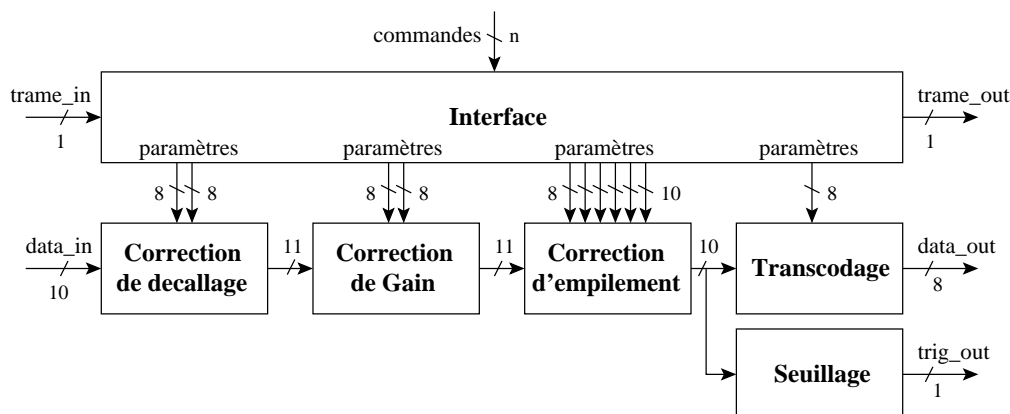 commandes n
trame_in
1
Interface
trame_out
1
paramètres paramètres paramètres paramètres
8 8 8 8 8 10 8
data_in
10
Correction
de decallage
11
Correction
de Gain
11
Correction
d'empilement
10
Transcodage
data_out
8
Seuillage
trig_out
1